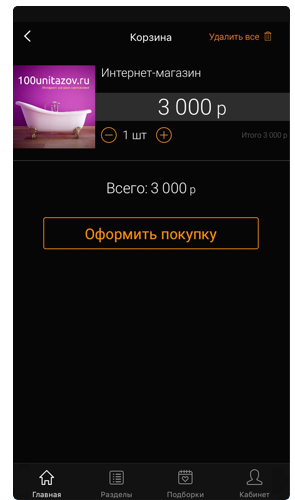 Корзина
Удалить все
100unitazov.ru
Интернет-магазин
3 000 р
1 шт
Итого 3 000 р
Всего: 3 000 р
Оформить покупку
Главная
Разделы
Подборки
Кабинет